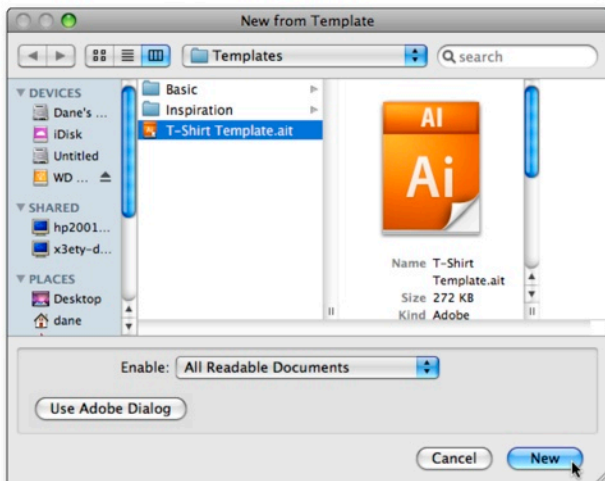 New from Template
Templates
search
DEVICES
Dane's ...
iDisk
Untitled
WD ...
SHARED
hp2001...
x3ety-d...
PLACES
Desktop
dane
Basic
Inspiration
T-Shirt Template.ait
AI
Ai
Name T-Shirt
Template.ait
Size 272 KB
Kind Adobe
Enable: All Readable Documents
Use Adobe Dialog
Cancel
New